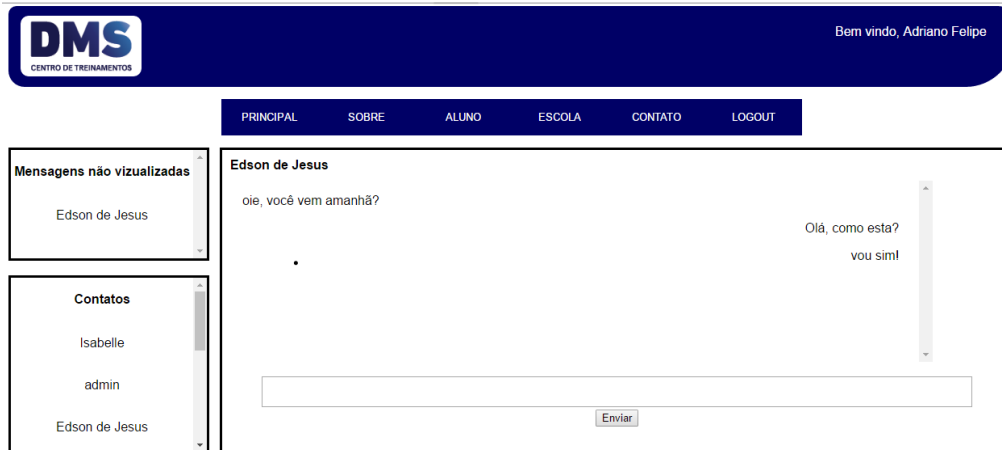 DMS
CENTRO DE TREINAMENTOS
Bem vindo, Adriano Felipe
PRINCIPAL SOBRE ALUNO ESCOLA CONTATO LOGOUT
Mensagens não vizualizadas
Edson de Jesus
Contatos
Isabelle
admin
Edson de Jesus
Edson de Jesus
oie, você vem amanhã?
Olá, como esta?
vou sim!
Enviar